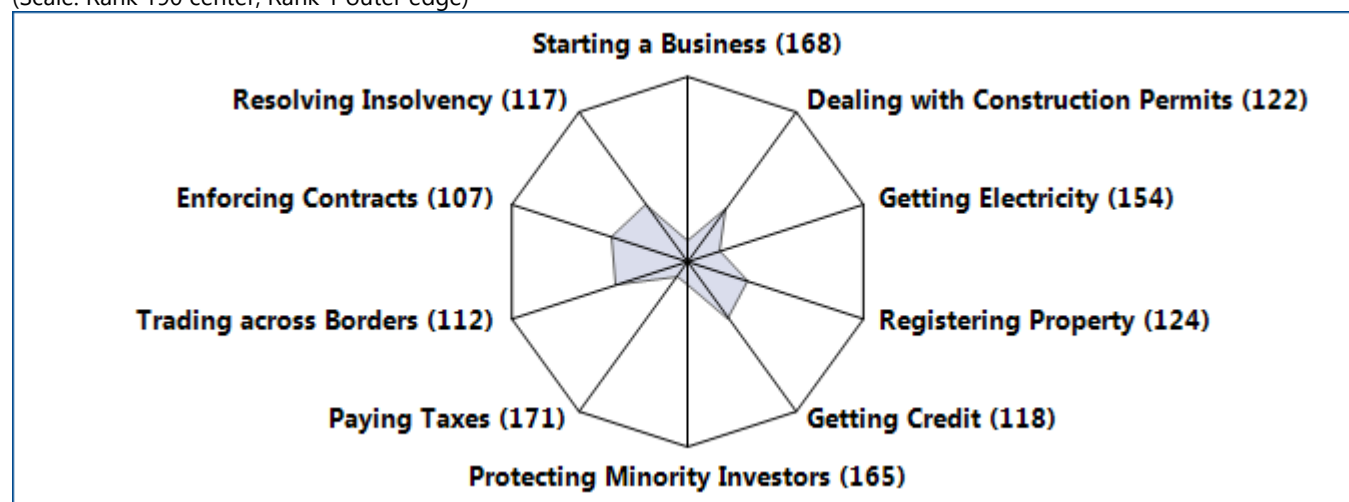 (Scale: Rank 190 center, Rank 1 outer edge)
Starting a Business (168)
Resolving Insolvency (117)
Dealing with Construction Permits (122)
Enforcing Contracts (107)
Getting Electricity (154)
Trading across Borders (112)
Registering Property (124)
Paying Taxes (171)
Getting Credit (118)
Protecting Minority Investors (165)